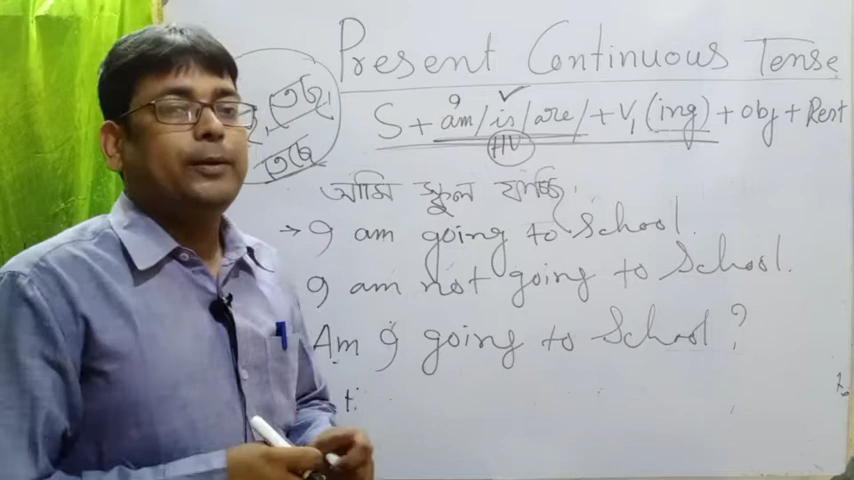 Present Continuous Tense
S + am / is / are / + V1 (ing) + obj + Rest
HV
আমি স্কুল যাচ্ছি।
→ I am going to School.
I am not going to School.
Am I going to School ?